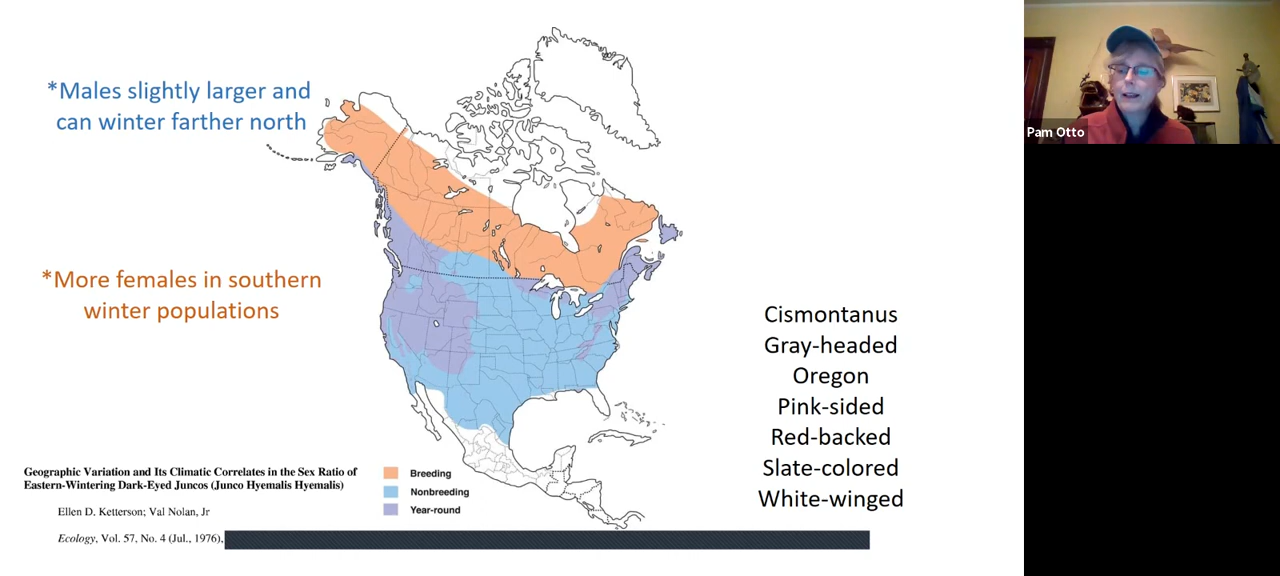 *Males slightly larger and
can winter farther north
*More females in southern
winter populations
Cismontanus
Gray-headed
Oregon
Pink-sided
Red-backed
Slate-colored
White-winged
Geographic Variation and Its Climatic Correlates in the Sex Ratio of
Eastern-Wintering Dark-Eyed Juncos (Junco Hyemalis Hyemalis)
Ellen D. Ketterson; Val Nolan, Jr
Ecology, Vol. 57, No. 4 (Jul., 1976),
Breeding
Nonbreeding
Year-round
Pam Otto